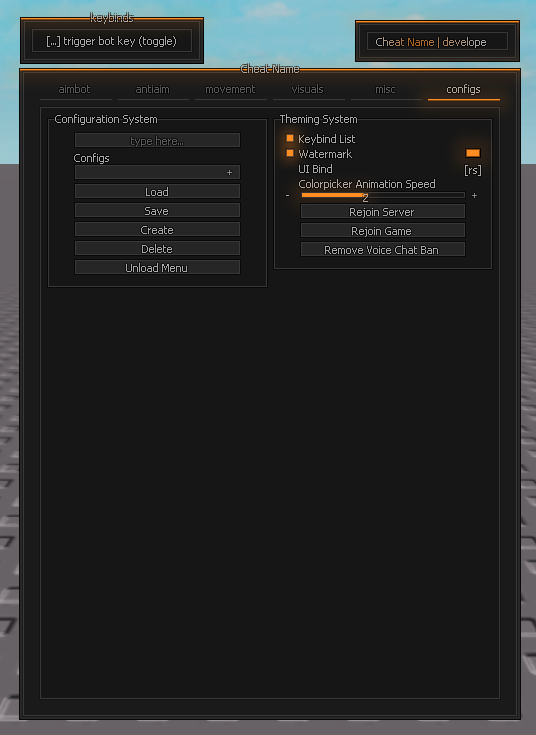 keybinds
[...] trigger bot key (toggle)
Cheat Name | develope
Cheat Name
aimbot antiaim movement visuals misc configs
Configuration System
type here...
Configs
+
Load
Save
Create
Delete
Unload Menu
Theming System
Keybind List
Watermark
UI Bind [rs]
Colorpicker Animation Speed
- 2 +
Rejoin Server
Rejoin Game
Remove Voice Chat Ban